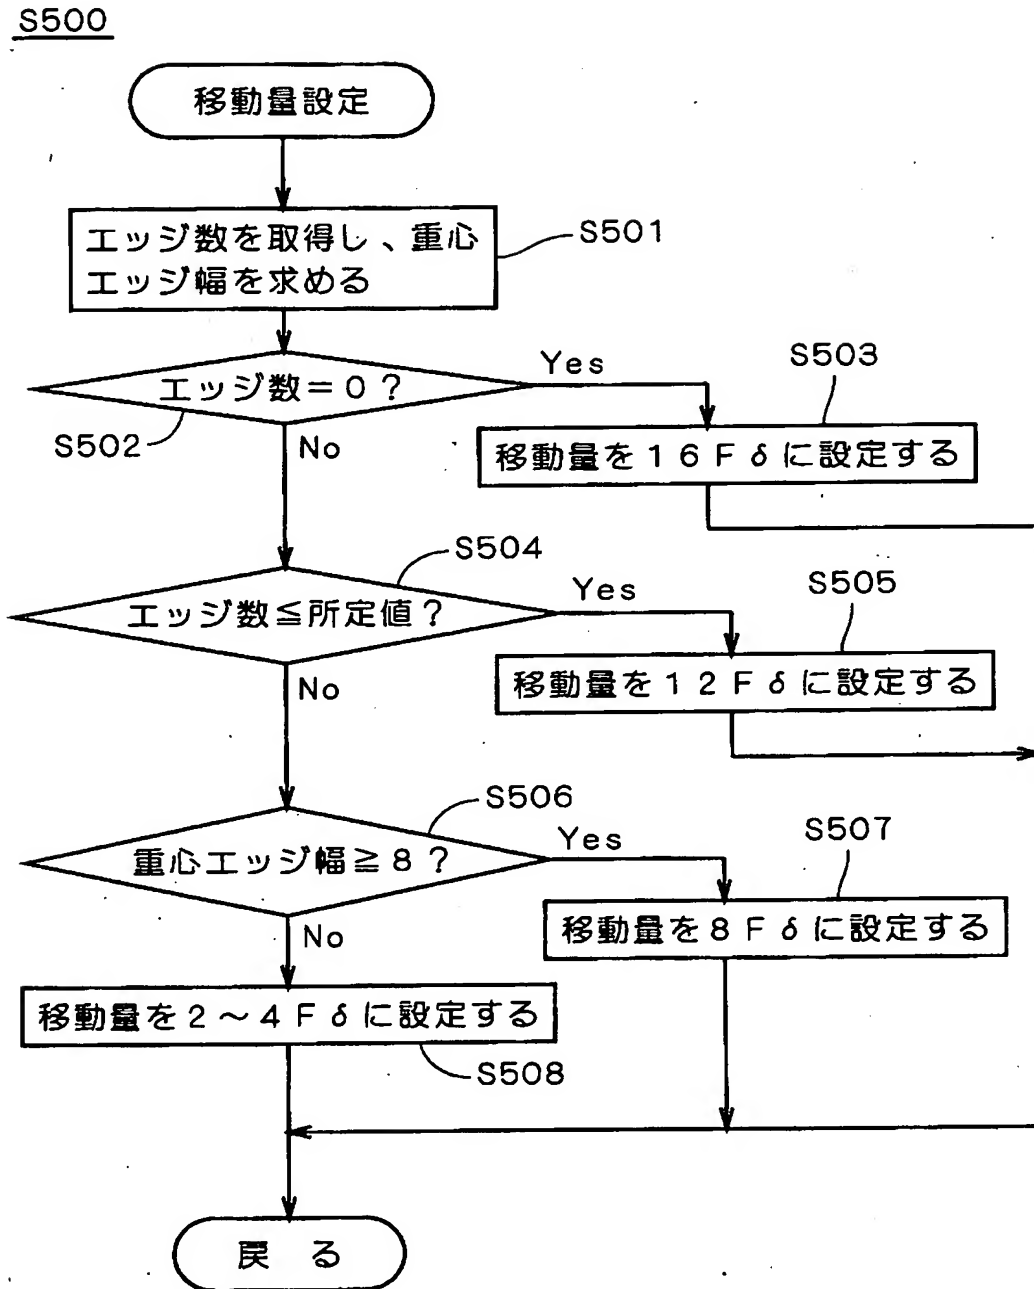 S500
移動量設定
エッジ数を取得し、重心
エッジ幅を求める
S501
エッジ数=0?
Yes
S503
S502
No
移動量を16Fδに設定する
S504
エッジ数≦所定値?
Yes
S505
No
移動量を12Fδに設定する
S506
重心エッジ幅≧8?
Yes
S507
No
移動量を8Fδに設定する
移動量を2～4Fδに設定する
S508
戻る